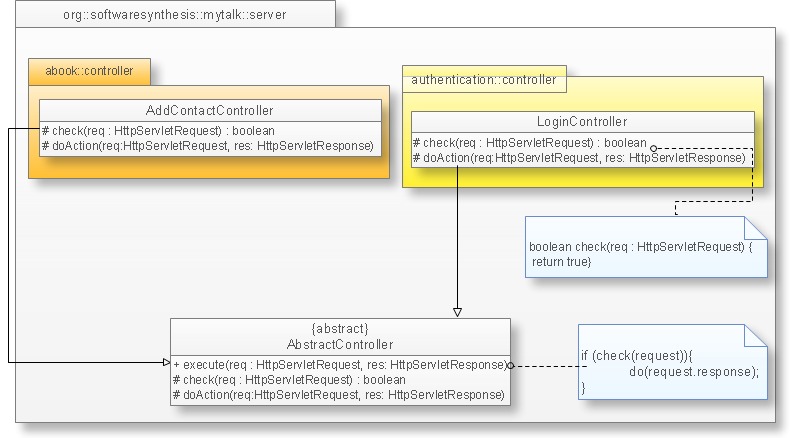 org::softwaresynthesis::mytalk::server
abook::controller
AddContactController
# check(req : HttpServletRequest) : boolean
# doAction(req:HttpServletRequest, res: HttpServletResponse)
authentication::controller
LoginController
# check(req : HttpServletRequest) : boolean
# doAction(req:HttpServletRequest, res: HttpServletResponse)
boolean check(req : HttpServletRequest) {
return true}
{abstract}
AbstractController
+ execute(req : HttpServletRequest, res: HttpServletResponse)
# check(req : HttpServletRequest) : boolean
# doAction(req:HttpServletRequest, res: HttpServletResponse)
if (check(request)){
do(request.response);
}